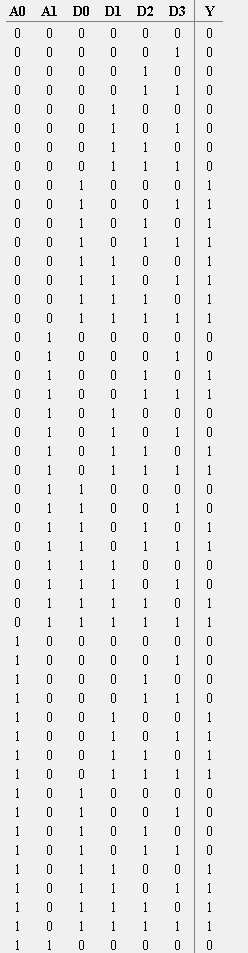 A0 A1 D0 D1 D2 D3 Y
0 0 0 0 0 0 0
0 0 0 0 0 1 0
0 0 0 0 1 0 0
0 0 0 0 1 1 0
0 0 0 1 0 0 0
0 0 0 1 0 1 0
0 0 0 1 1 0 0
0 0 0 1 1 1 0
0 0 1 0 0 0 1
0 0 1 0 0 1 1
0 0 1 0 1 0 1
0 0 1 0 1 1 1
0 0 1 1 0 0 1
0 0 1 1 0 1 1
0 0 1 1 1 0 1
0 0 1 1 1 1 1
0 1 0 0 0 0 0
0 1 0 0 0 1 0
0 1 0 0 1 0 1
0 1 0 0 1 1 1
0 1 0 1 0 0 0
0 1 0 1 0 1 0
0 1 0 1 1 0 1
0 1 0 1 1 1 1
0 1 1 0 0 0 0
0 1 1 0 0 1 0
0 1 1 0 1 0 1
0 1 1 0 1 1 1
0 1 1 1 0 0 0
0 1 1 1 0 1 0
0 1 1 1 1 0 1
0 1 1 1 1 1 1
1 0 0 0 0 0 0
1 0 0 0 0 1 0
1 0 0 0 1 0 0
1 0 0 0 1 1 0
1 0 0 1 0 0 1
1 0 0 1 0 1 1
1 0 0 1 1 0 1
1 0 0 1 1 1 1
1 0 1 0 0 0 0
1 0 1 0 0 1 0
1 0 1 0 1 0 0
1 0 1 0 1 1 0
1 0 1 1 0 0 1
1 0 1 1 0 1 1
1 0 1 1 1 0 1
1 0 1 1 1 1 1
1 1 0 0 0 0 0